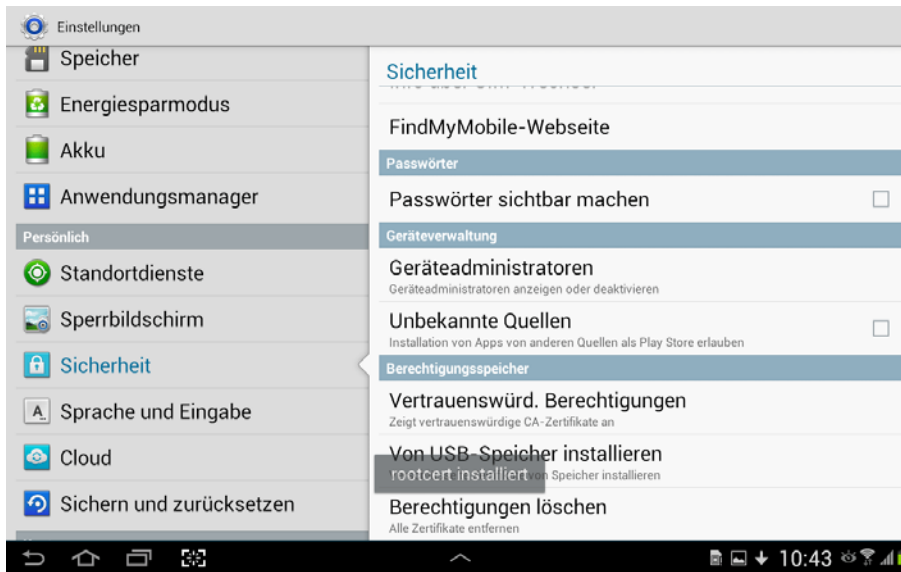 Einstellungen
Speicher
Energiesparmodus
Akku
Anwendungsmanager
Persönlich
Standortdienste
Sperrbildschirm
Sicherheit
Sprache und Eingabe
Cloud
Sichern und zurücksetzen
Sicherheit
FindMyMobile-Webseite
Passwörter
Passwörter sichtbar machen
Geräteverwaltung
Geräteadministratoren
Geräteadministratoren anzeigen oder deaktivieren
Unbekannte Quellen
Installation von Apps von anderen Quellen als Play Store erlauben
Berechtigungsspeicher
Vertrauenswürd. Berechtigungen
Zeigt vertrauenswürdige CA-Zertifikate an
Von USB-Speicher installieren
rootcert installiert
von Speicher installieren
Berechtigungen löschen
Alle Zertifikate entfernen
10:43